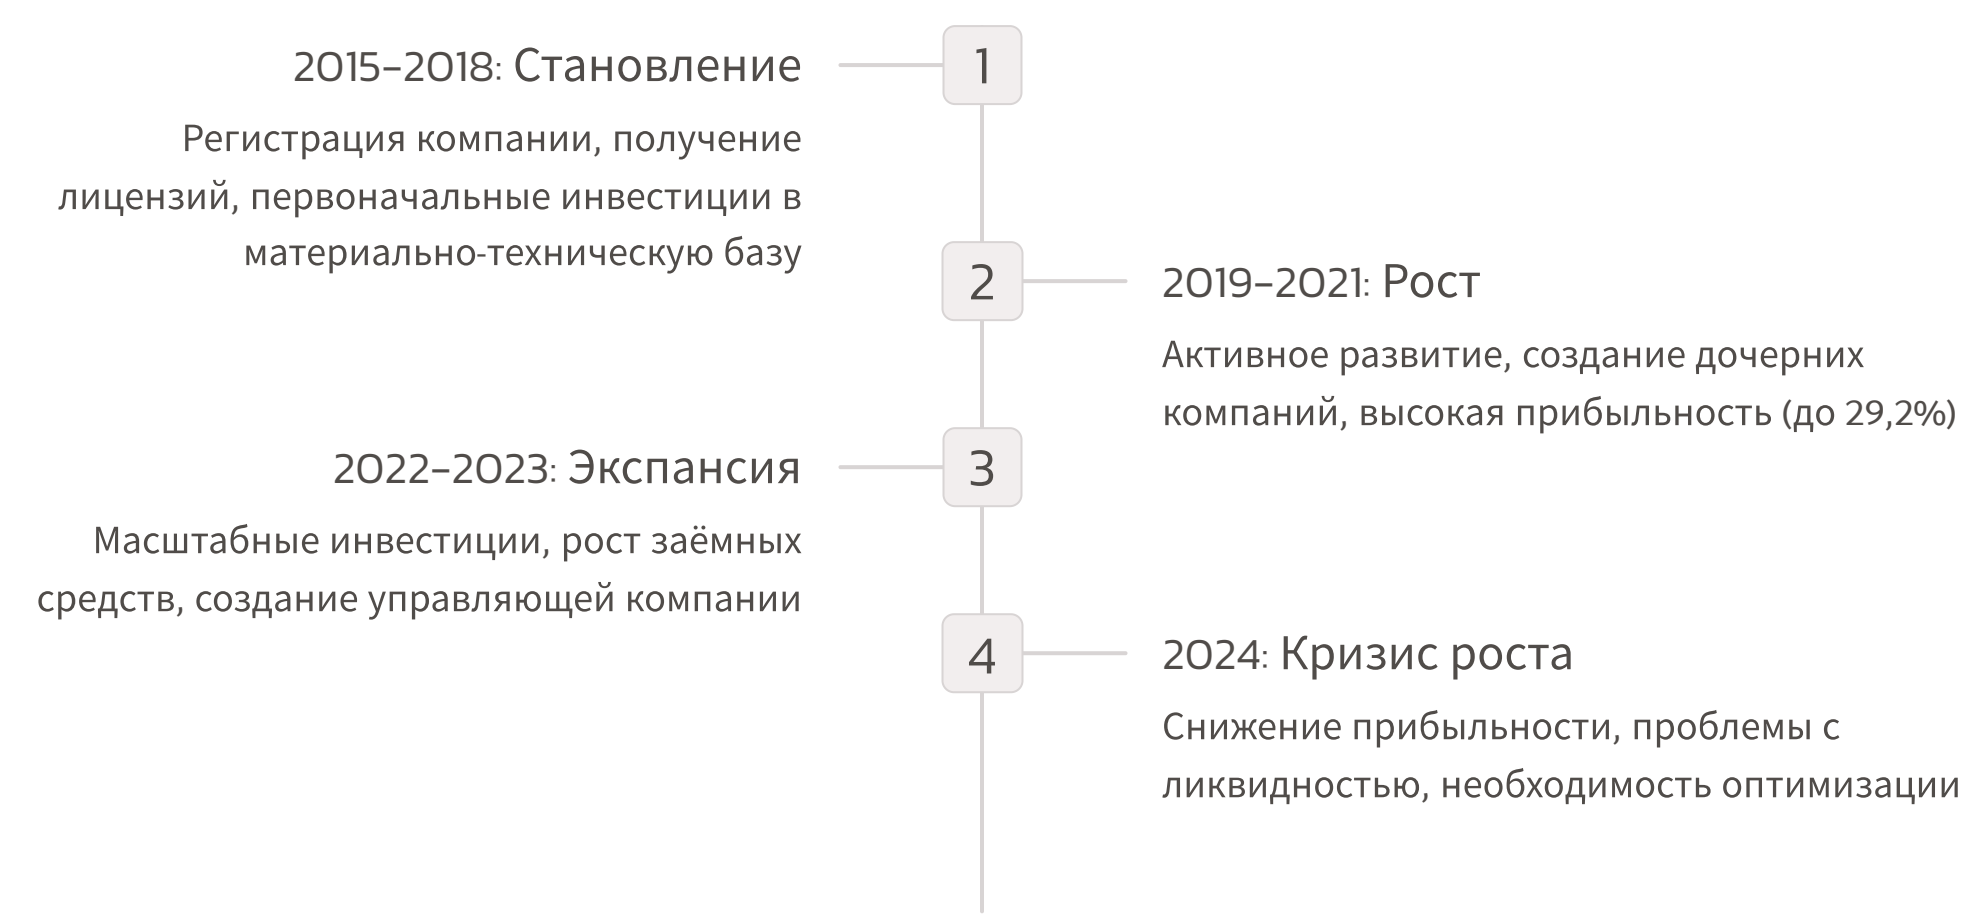 1
2015–2018: Становление
Регистрация компании, получение
лицензий, первоначальные инвестиции в
материально-техническую базу
2
2019–2021: Рост
Активное развитие, создание дочерних
компаний, высокая прибыльность (до 29,2%)
3
2022–2023: Экспансия
Масштабные инвестиции, рост заёмных
средств, создание управляющей компании
4
2024: Кризис роста
Снижение прибыльности, проблемы с
ликвидностью, необходимость оптимизации